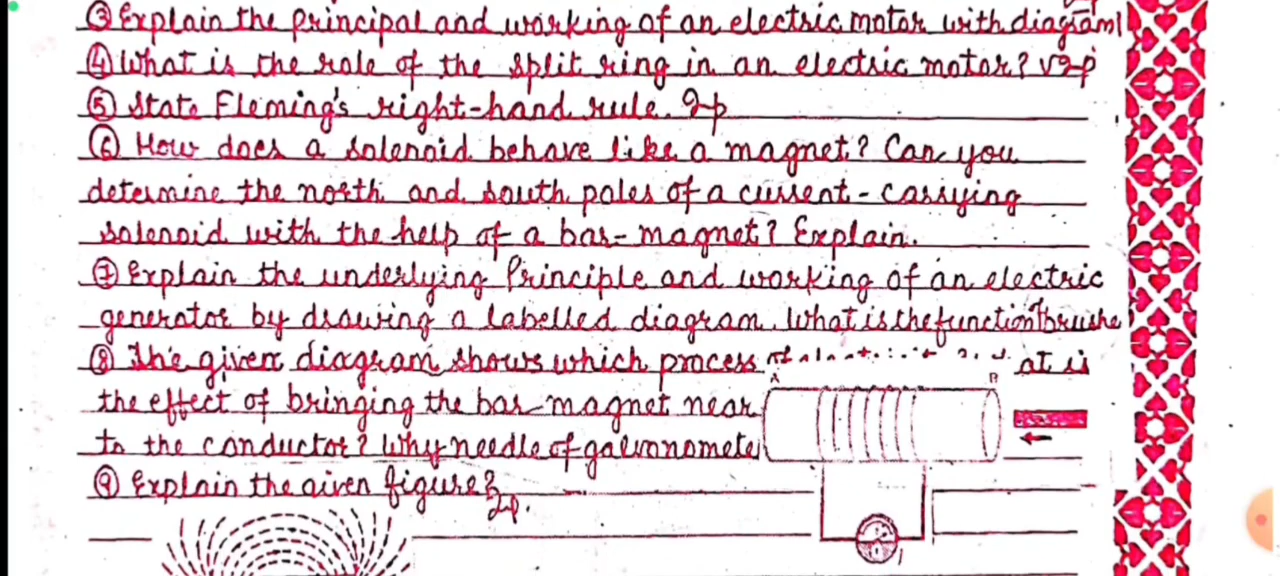 ③ Explain the principal and working of an electric motor with diagram
④ What is the role of the split ring in an electric motor? V2p
⑤ State Fleming's right-hand rule. 2p
⑥ How does a solenoid behave like a magnet? Can you
determine the north and south poles of a current-carrying
solenoid with the help of a bar-magnet? Explain.
⑦ Explain the underlying Principle and working of an electric
generator by drawing a labelled diagram. What is the function brushe
⑧ The given diagram shows which process of at is
A B
the effect of bringing the bar magnet near
to the conductor? Why needle of galvonomete
⑨ Explain the given figure? 2p.